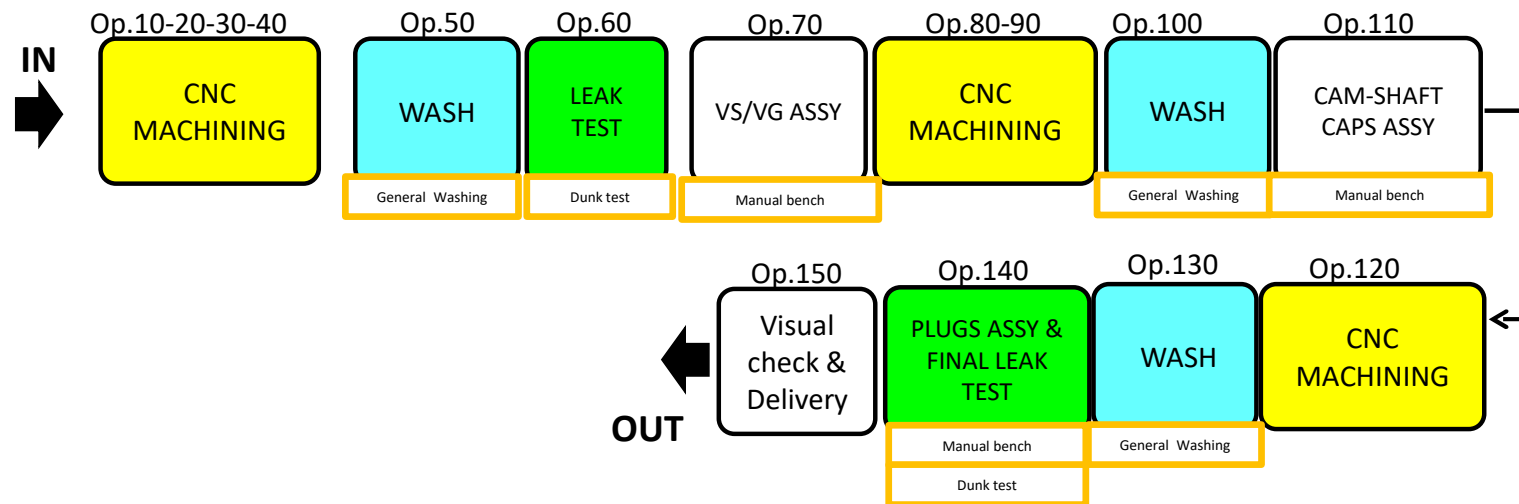 Op.10-20-30-40
Op.50
Op.60
Op.70
Op.80-90
Op.100
Op.110
IN
CNC
MACHINING
WASH
LEAK
TEST
VS/VG ASSY
CNC
MACHINING
WASH
CAM-SHAFT
CAPS ASSY
General Washing
Dunk test
Manual bench
General Washing
Manual bench
Op.150
Op.140
Op.130
Op.120
Visual
check &
Delivery
PLUGS ASSY &
FINAL LEAK
TEST
WASH
CNC
MACHINING
OUT
Manual bench
General Washing
Dunk test